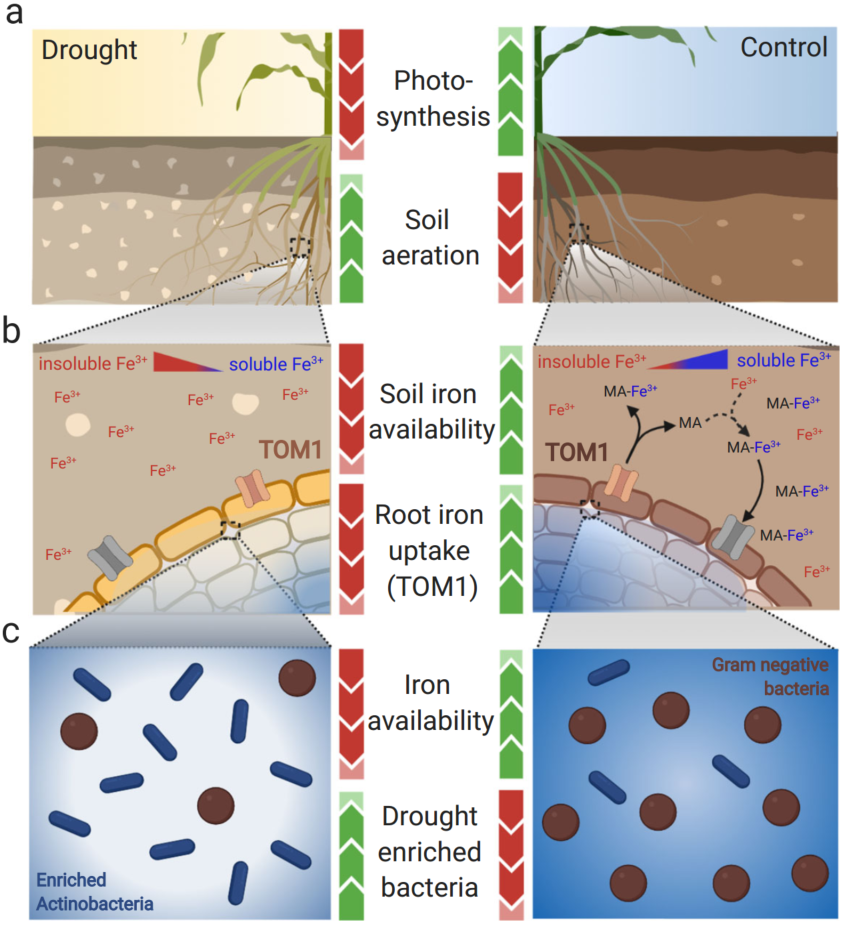 a
Drought
Control
Photo-
synthesis
Soil
aeration
b
insoluble Fe³⁺
soluble Fe³⁺
Fe³⁺
Fe³⁺
Fe³⁺
Fe³⁺
Fe³⁺
Fe³⁺
Fe³⁺
Fe³⁺
TOM1
Soil iron
availability
Root iron
uptake
(TOM1)
insoluble Fe³⁺
soluble Fe³⁺
MA-Fe³⁺
Fe³⁺
Fe³⁺
MA-Fe³⁺
MA
Fe³⁺
MA-Fe³⁺
TOM1
MA-Fe³⁺
MA-Fe³⁺
Fe³⁺
c
Iron
availability
Drought
enriched
bacteria
Enriched
Actinobacteria
Gram negative
bacteria